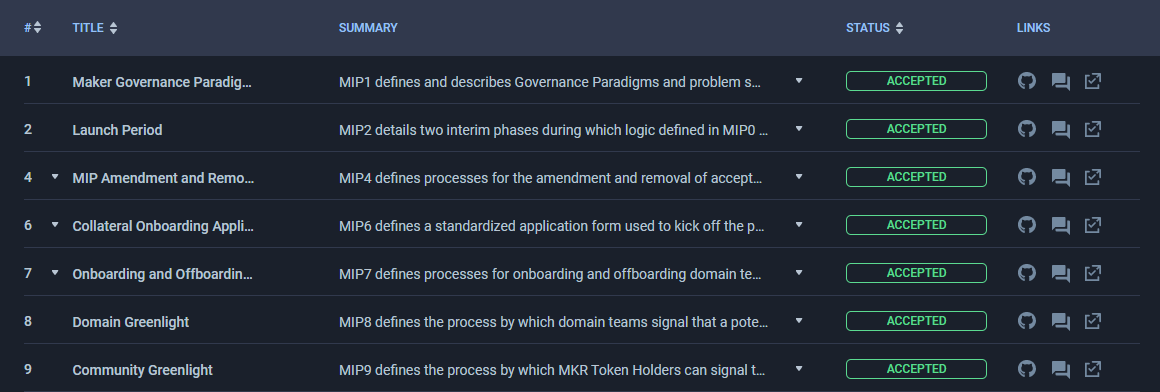 # TITLE SUMMARY STATUS LINKS
1 Maker Governance Paradig... MIP1 defines and describes Governance Paradigms and problem s... ACCEPTED
2 Launch Period MIP2 details two interim phases during which logic defined in MIP0 ... ACCEPTED
4 MIP Amendment and Remo... MIP4 defines processes for the amendment and removal of accept... ACCEPTED
6 Collateral Onboarding Appli... MIP6 defines a standardized application form used to kick off the p... ACCEPTED
7 Onboarding and Offboardin... MIP7 defines processes for onboarding and offboarding domain te... ACCEPTED
8 Domain Greenlight MIP8 defines the process by which domain teams signal that a pote... ACCEPTED
9 Community Greenlight MIP9 defines the process by which MKR Token Holders can signal t... ACCEPTED